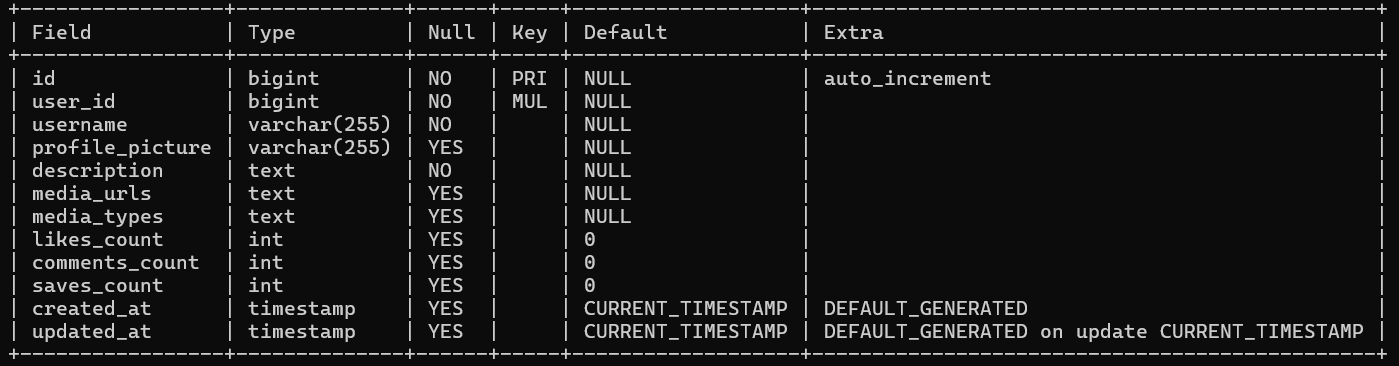 +-----------------+--------------+------+-----+-------------------+-----------------------------------------------+
| Field           | Type         | Null | Key | Default           | Extra                                         |
+-----------------+--------------+------+-----+-------------------+-----------------------------------------------+
| id              | bigint       | NO   | PRI | NULL              | auto_increment                                |
| user_id         | bigint       | NO   | MUL | NULL              |                                               |
| username        | varchar(255) | NO   |     | NULL              |                                               |
| profile_picture | varchar(255) | YES  |     | NULL              |                                               |
| description     | text         | NO   |     | NULL              |                                               |
| media_urls      | text         | YES  |     | NULL              |                                               |
| media_types     | text         | YES  |     | NULL              |                                               |
| likes_count     | int          | YES  |     | 0                 |                                               |
| comments_count  | int          | YES  |     | 0                 |                                               |
| saves_count     | int          | YES  |     | 0                 |                                               |
| created_at      | timestamp    | YES  |     | CURRENT_TIMESTAMP | DEFAULT_GENERATED                             |
| updated_at      | timestamp    | YES  |     | CURRENT_TIMESTAMP | DEFAULT_GENERATED on update CURRENT_TIMESTAMP |
+-----------------+--------------+------+-----+-------------------+-----------------------------------------------+